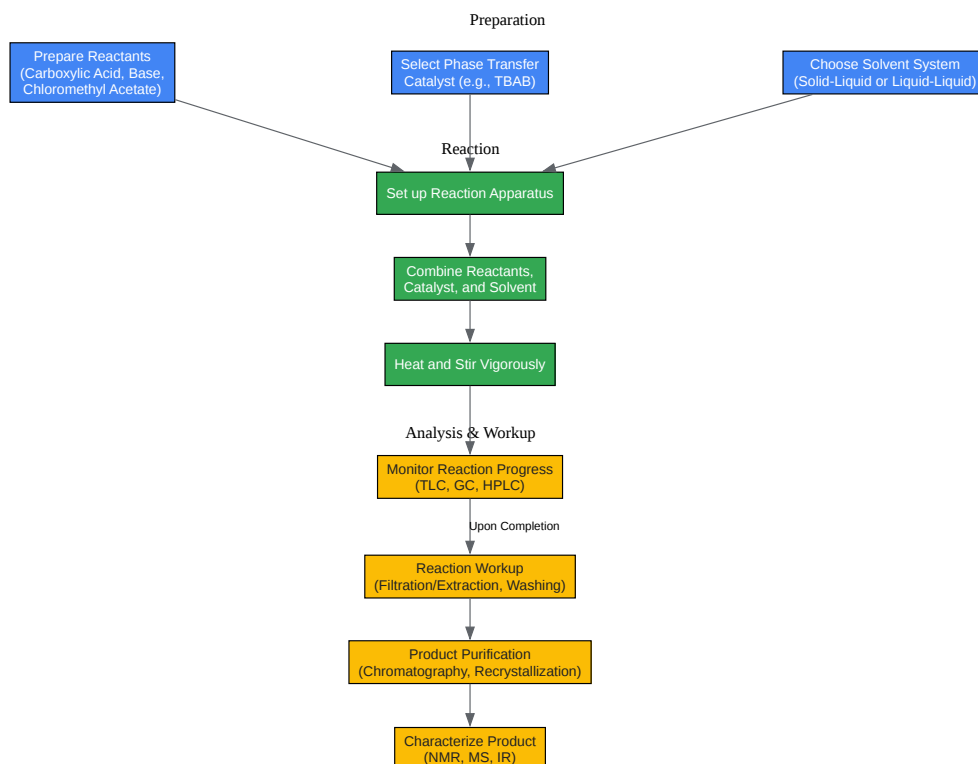 Preparation
Prepare Reactants
(Carboxylic Acid, Base,
Chloromethyl Acetate)
Select Phase Transfer
Catalyst (e.g., TBAB)
Choose Solvent System
(Solid-Liquid or Liquid-Liquid)
Reaction
Set up Reaction Apparatus
Combine Reactants,
Catalyst, and Solvent
Heat and Stir Vigorously
Analysis & Workup
Monitor Reaction Progress
(TLC, GC, HPLC)
Upon Completion
Reaction Workup
(Filtration/Extraction, Washing)
Product Purification
(Chromatography, Recrystallization)
Characterize Product
(NMR, MS, IR)